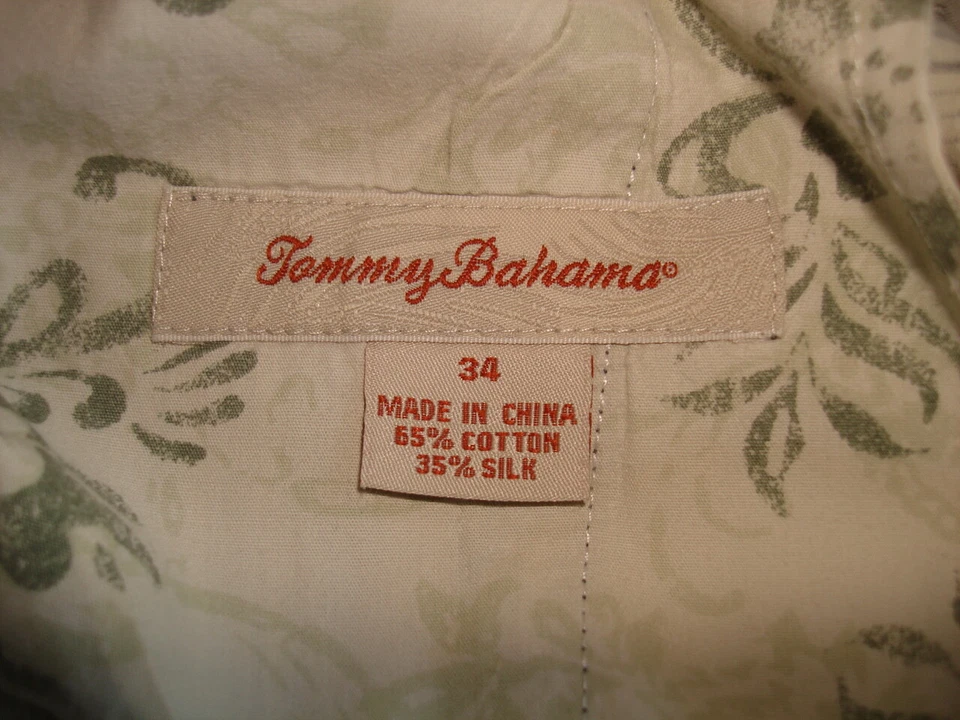 Tommy Bahama®
34
MADE IN CHINA
65% COTTON
35% SILK